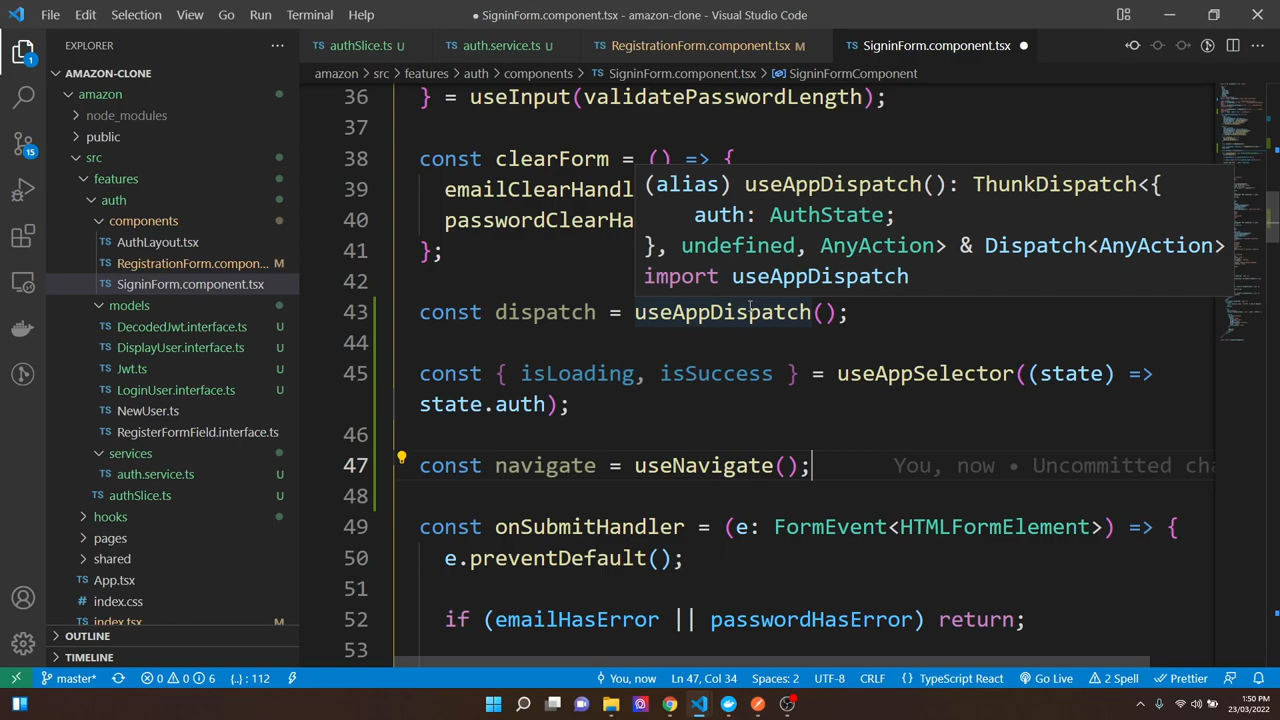 File Edit Selection View Go Run Terminal Help
SigninForm.component.tsx - amazon-clone - Visual Studio Code
EXPLORER
authSlice.ts U
auth.service.ts U
RegistrationForm.component.tsx M
SigninForm.component.tsx
amazon > src > features > auth > components > SigninForm.component.tsx > SigninFormComponent
AMAZON-CLONE
amazon
node_modules
public
src
features
auth
components
AuthLayout.tsx U
RegistrationForm.compon... M
SigninForm.component.tsx
models
DecodedJwt.interface.ts U
DisplayUser.interface.ts U
Jwt.ts U
LoginUser.interface.ts U
NewUser.ts U
RegisterFormField.interface.ts U
services
auth.service.ts U
authSlice.ts U
hooks
pages
shared
App.tsx
index.css
index.tsx M
OUTLINE
TIMELINE
1
15
36 } = useInput(validatePasswordLength);
37
38 const clearForm = () => {
39 emailClearHandl
40 passwordClearHa
41 };
42
43 const dispatch = useAppDispatch();
44
45 const { isLoading, isSuccess } = useAppSelector((state) =>
state.auth);
46
47 const navigate = useNavigate(); You, now • Uncommitted cha
48
49 const onSubmitHandler = (e: FormEvent<HTMLFormElement>) => {
50 e.preventDefault();
51
52 if (emailHasError || passwordHasError) return;
53
(alias) useAppDispatch(): ThunkDispatch<{
auth: AuthState;
}, undefined, AnyAction> & Dispatch<AnyAction>
import useAppDispatch
master* 0 0 6 {..} : 112 You, now Ln 47, Col 34 Spaces: 2 UTF-8 CRLF {} TypeScript React Go Live 2 Spell Prettier
1:50 PM
23/03/2022